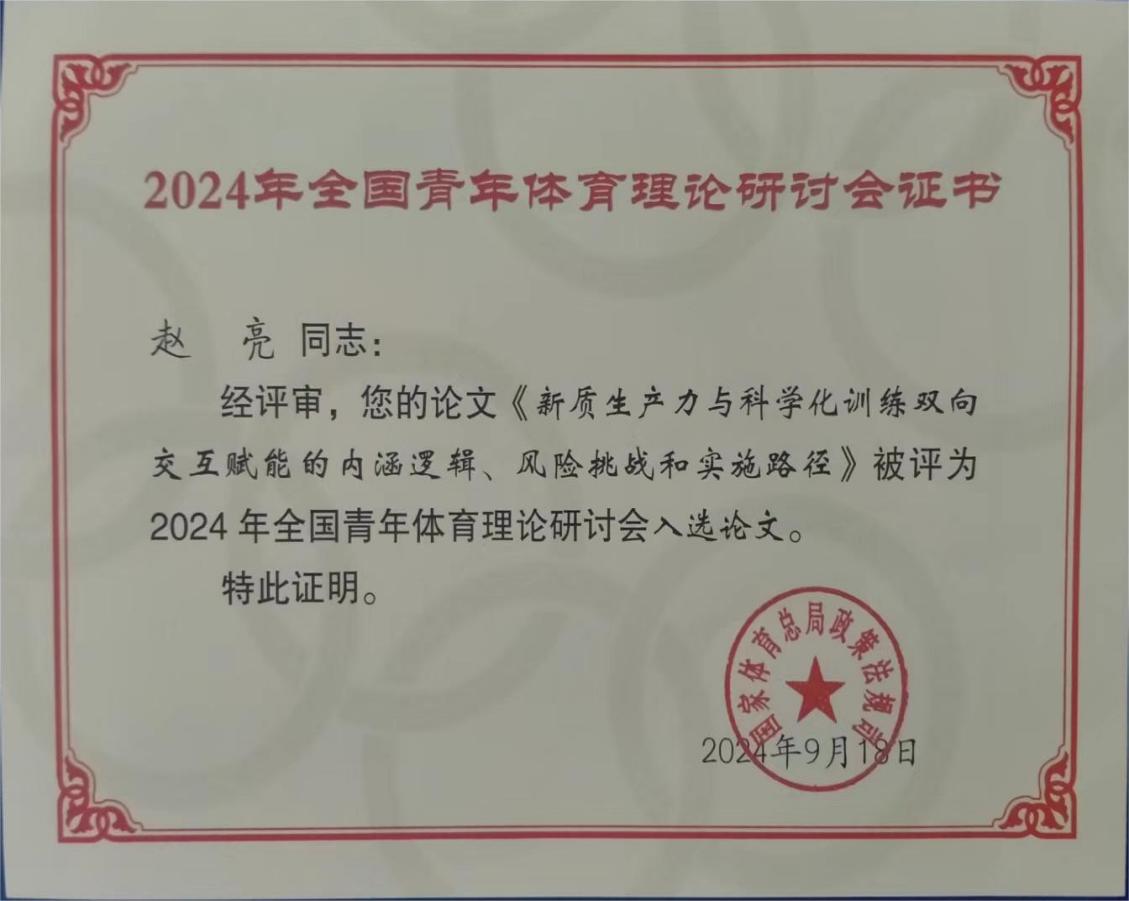 2024年全国青年体育理论研讨会证书
赵 亮 同志：
经评审，您的论文《新质生产力与科学化训练双向
交互赋能的内涵逻辑、风险挑战和实施路径》被评为
2024年全国青年体育理论研讨会入选论文。
特此证明。
国家体育总局政策法规司
2024年9月18日